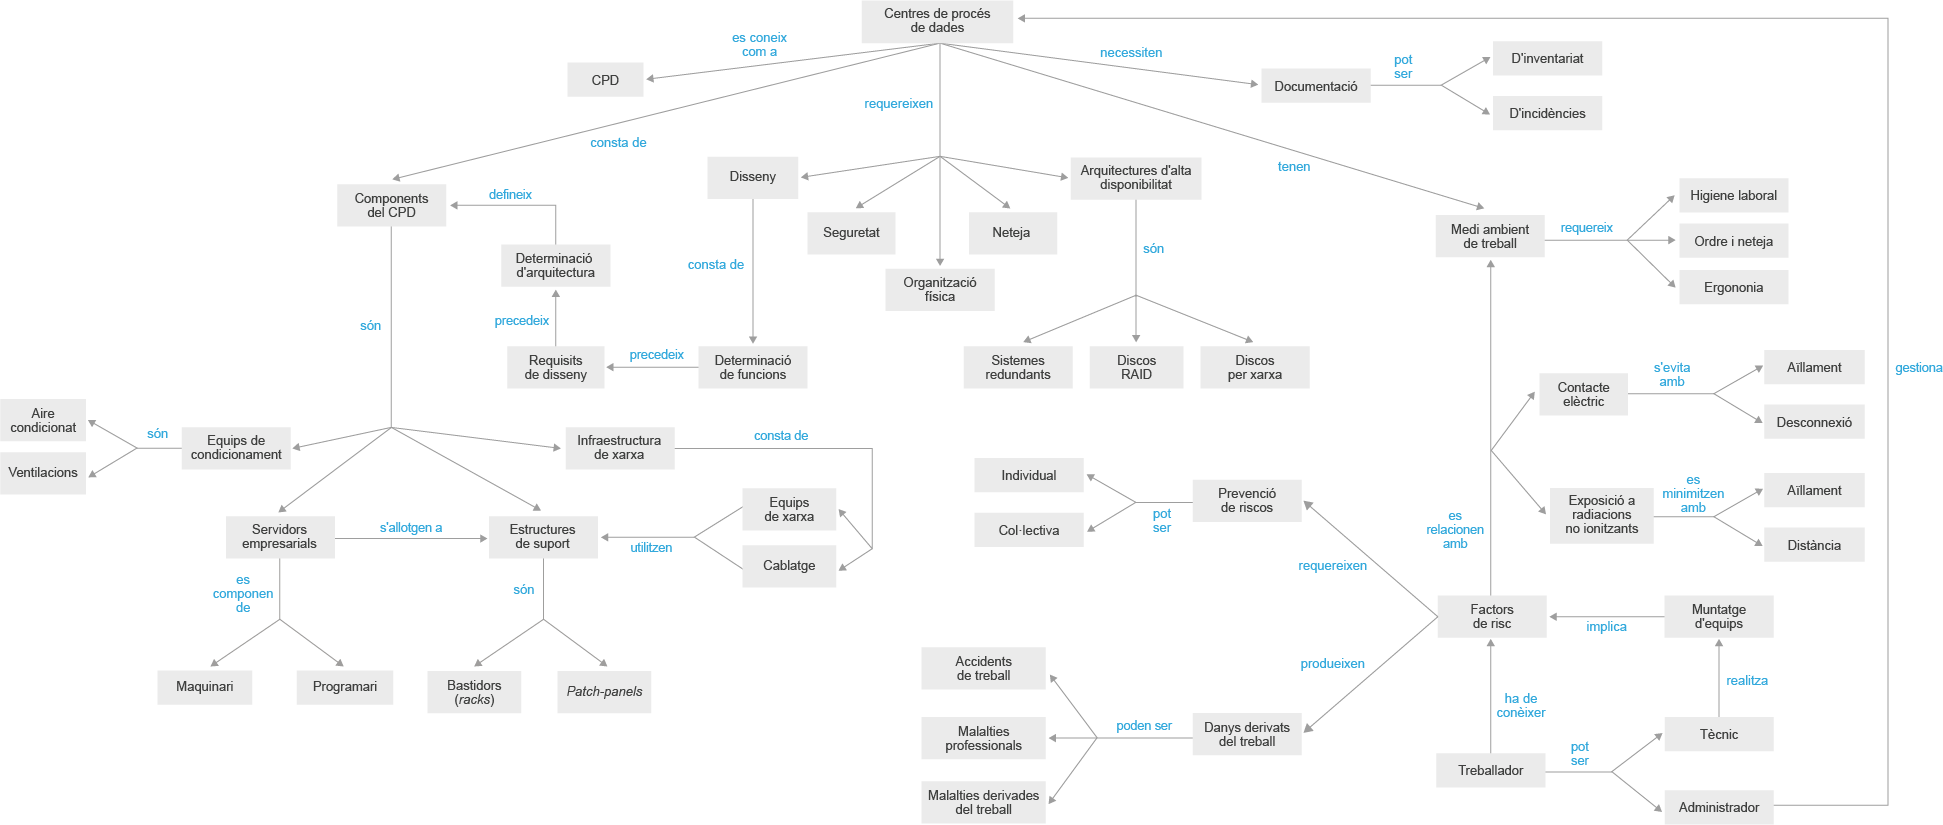 Centres de procés
de dades
es coneix
com a
CPD
necessiten
Documentació
pot
ser
D'inventariat
D'incidències
requereixen
consta de
tenen
Disseny
Arquitectures d'alta
disponibilitat
Seguretat
Neteja
Organització
física
Components
del CPD
defineix
Determinació
d'arquitectura
precedeix
Requisits
de disseny
precedeix
Determinació
de funcions
consta de
són
Sistemes
redundants
Discos
RAID
Discos
per xarxa
Medi ambient
de treball
requereix
Higiene laboral
Ordre i neteja
Ergononia
són
Aire
condicionat
Ventilacions
són
Equips de
condicionament
Infraestructura
de xarxa
consta de
Equips
de xarxa
Cablatge
utilitzen
Servidors
empresarials
s'allotgen a
Estructures
de suport
es
componen
de
Maquinari
Programari
són
Bastidors
(racks)
Patch-panels
Contacte
elèctric
s'evita
amb
Aïllament
Desconnexió
Exposició a
radiacions
no ionitzants
es
minimitzen
amb
Aïllament
Distància
gestiona
Individual
Col·lectiva
pot
ser
Prevenció
de riscos
es
relacionen
amb
requereixen
Factors
de risc
implica
Muntatge
d'equips
produeixen
realitza
Accidents
de treball
Malalties
professionals
Malalties derivades
del treball
poden ser
Danys derivats
del treball
ha de
conèixer
Treballador
pot
ser
Tècnic
Administrador